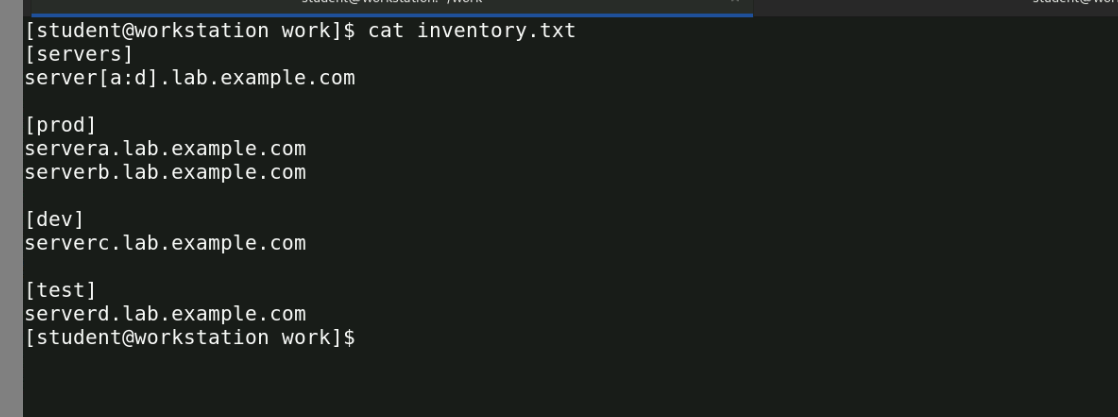 [student@workstation work]$ cat inventory.txt
[servers]
server[a:d].lab.example.com
[prod]
servera.lab.example.com
serverb.lab.example.com
[dev]
serverc.lab.example.com
[test]
serverd.lab.example.com
[student@workstation work]$